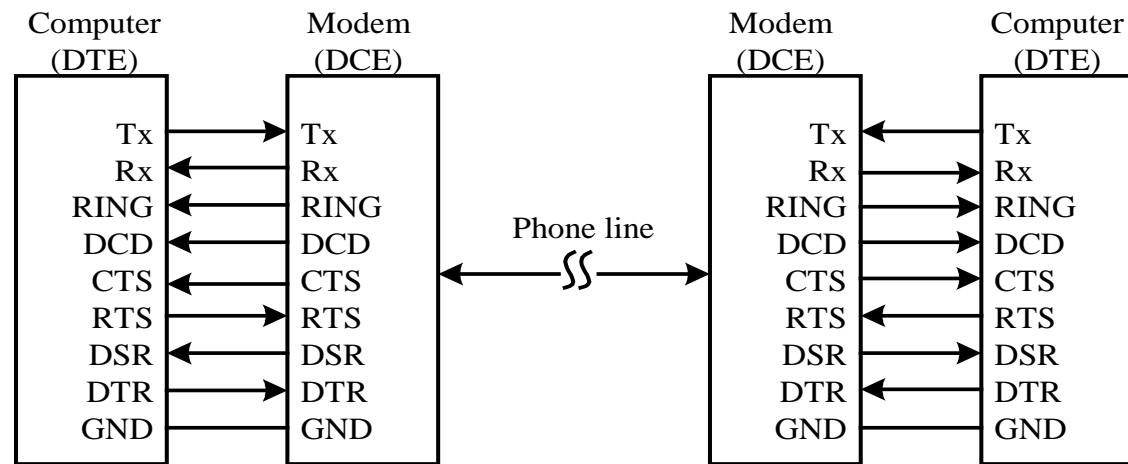 Computer Modem Modem Computer
(DTE) (DCE) (DCE) (DTE)
Tx Tx Tx Tx
Rx Rx Rx Rx
RING RING RING RING
Phone line
DCD DCD DCD DCD
CTS CTS CTS CTS
RTS RTS RTS RTS
DSR DSR DSR DSR
DTR DTR DTR DTR
GND GND GND GND